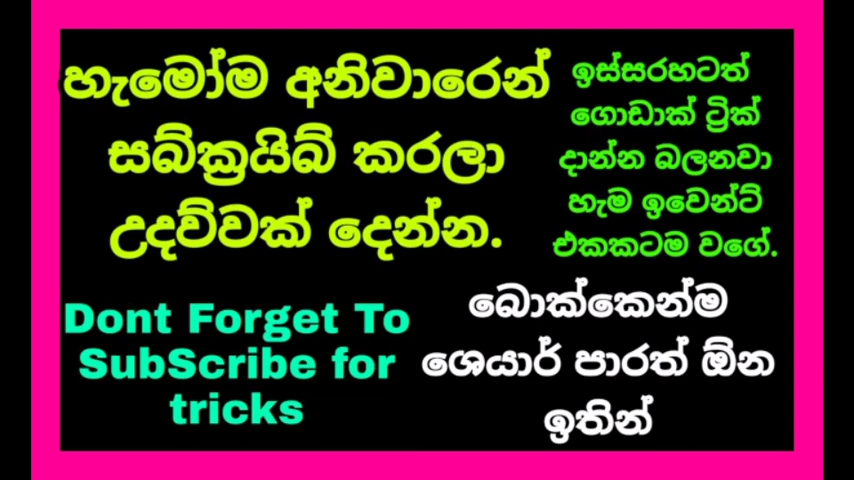 හැමෝම අනිවාරෙන්
සබ්ක්‍රයිබ් කරලා
උදව්වක් දෙන්න.
ඉස්සරහටත්
ගොඩාක් ට්‍රික්
දාන්න බලනවා
හැම ඉවෙන්ට්
එකකටම වගේ.
Dont Forget To
SubScribe for
tricks
බොක්කෙන්ම
ශෙයාර් පාරත් ඕන
ඉතින්